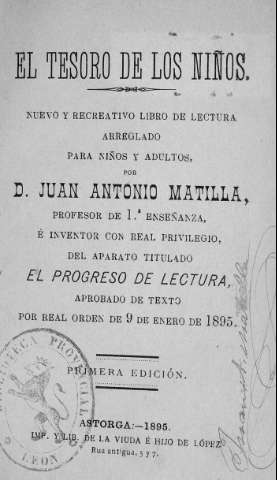 EL TESORO DE LOS NIÑOS.
NUEVO Y RECREATIVO LIBRO DE LECTURA
ARREGLADO
PARA NIÑOS Y ADULTOS,
POR
D. JUAN ANTONIO MATILLA,
PROFESOR DE 1.ª ENSEÑANZA,
É INVENTOR CON REAL PRIVILEGIO,
DEL APARATO TITULADO
EL PROGRESO DE LECTURA,
APROBADO DE TEXTO
POR REAL ORDEN DE 9 DE ENERO DE 1895.
PRIMERA EDICIÓN.
BIBLIOTECA PROVINCIAL
LEON
ASTORGA:—1895.
IMP. Y LIB. DE LA VIUDA É HIJO DE LÓPEZ
Rua antigua, 5 y 7.